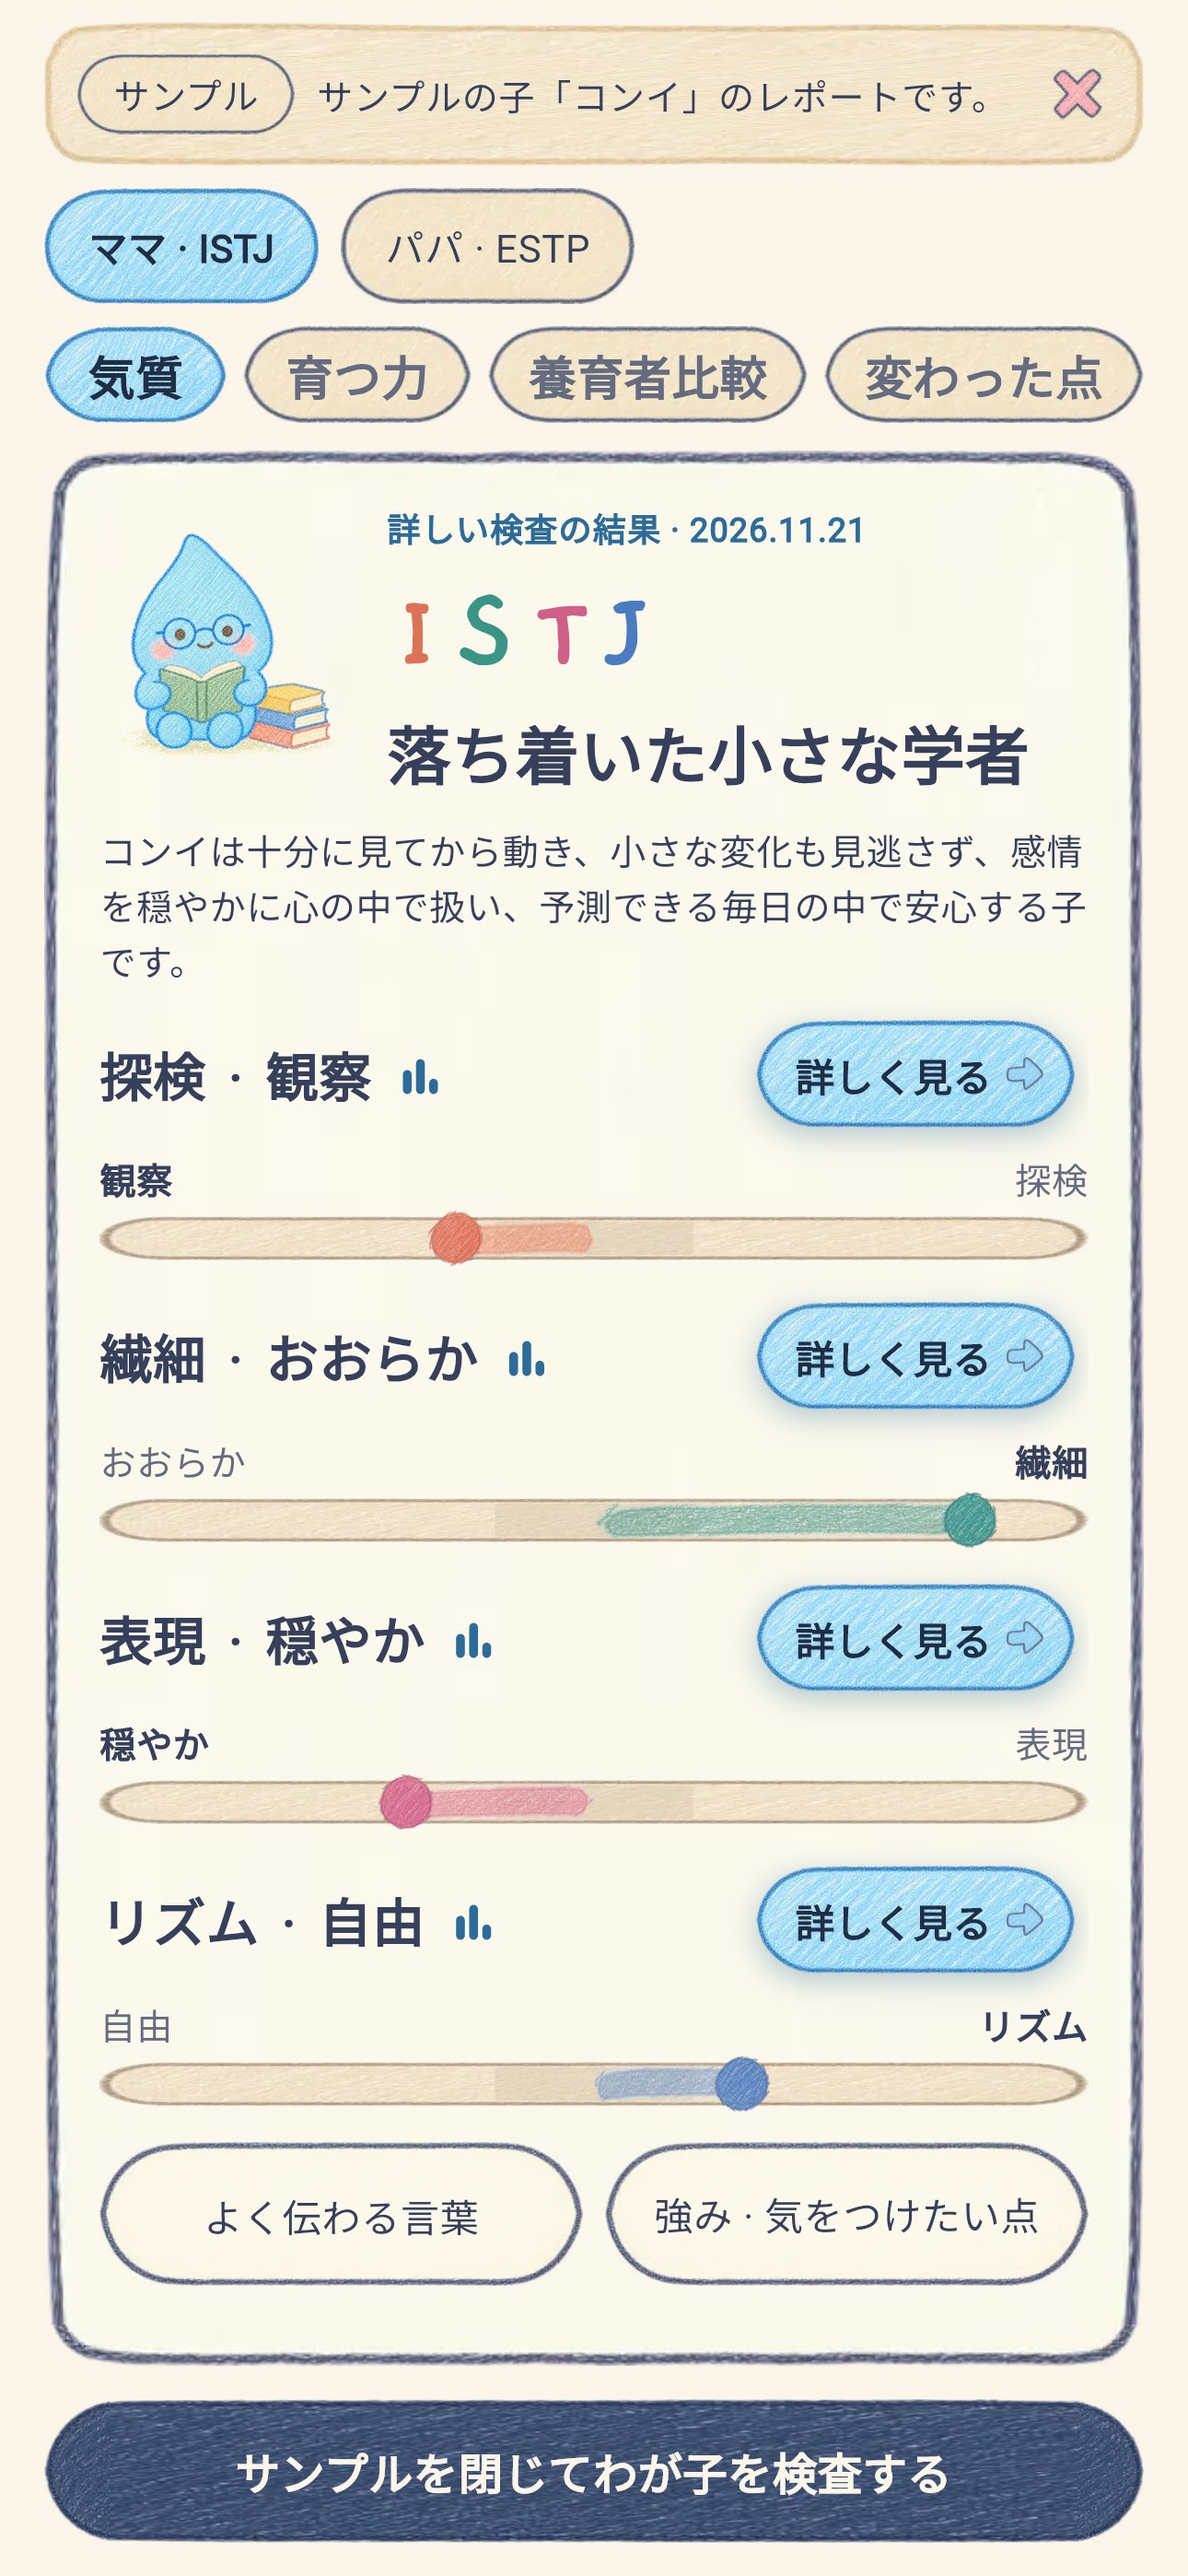 サンプル サンプルの子「コンイ」のレポートです。
ママ · ISTJ パパ · ESTP
気質 育つ力 養育者比較 変わった点
詳しい検査の結果 · 2026.11.21
ISTJ
落ち着いた小さな学者
コンイは十分に見てから動き、小さな変化も見逃さず、感情
を穏やかに心の中で扱い、予測できる毎日の中で安心する子
です。
探検 · 観察 詳しく見る
観察 探検
繊細 · おおらか 詳しく見る
おおらか 繊細
表現 · 穏やか 詳しく見る
穏やか 表現
リズム · 自由 詳しく見る
自由 リズム
よく伝わる言葉 強み · 気をつけたい点
サンプルを閉じてわが子を検査する